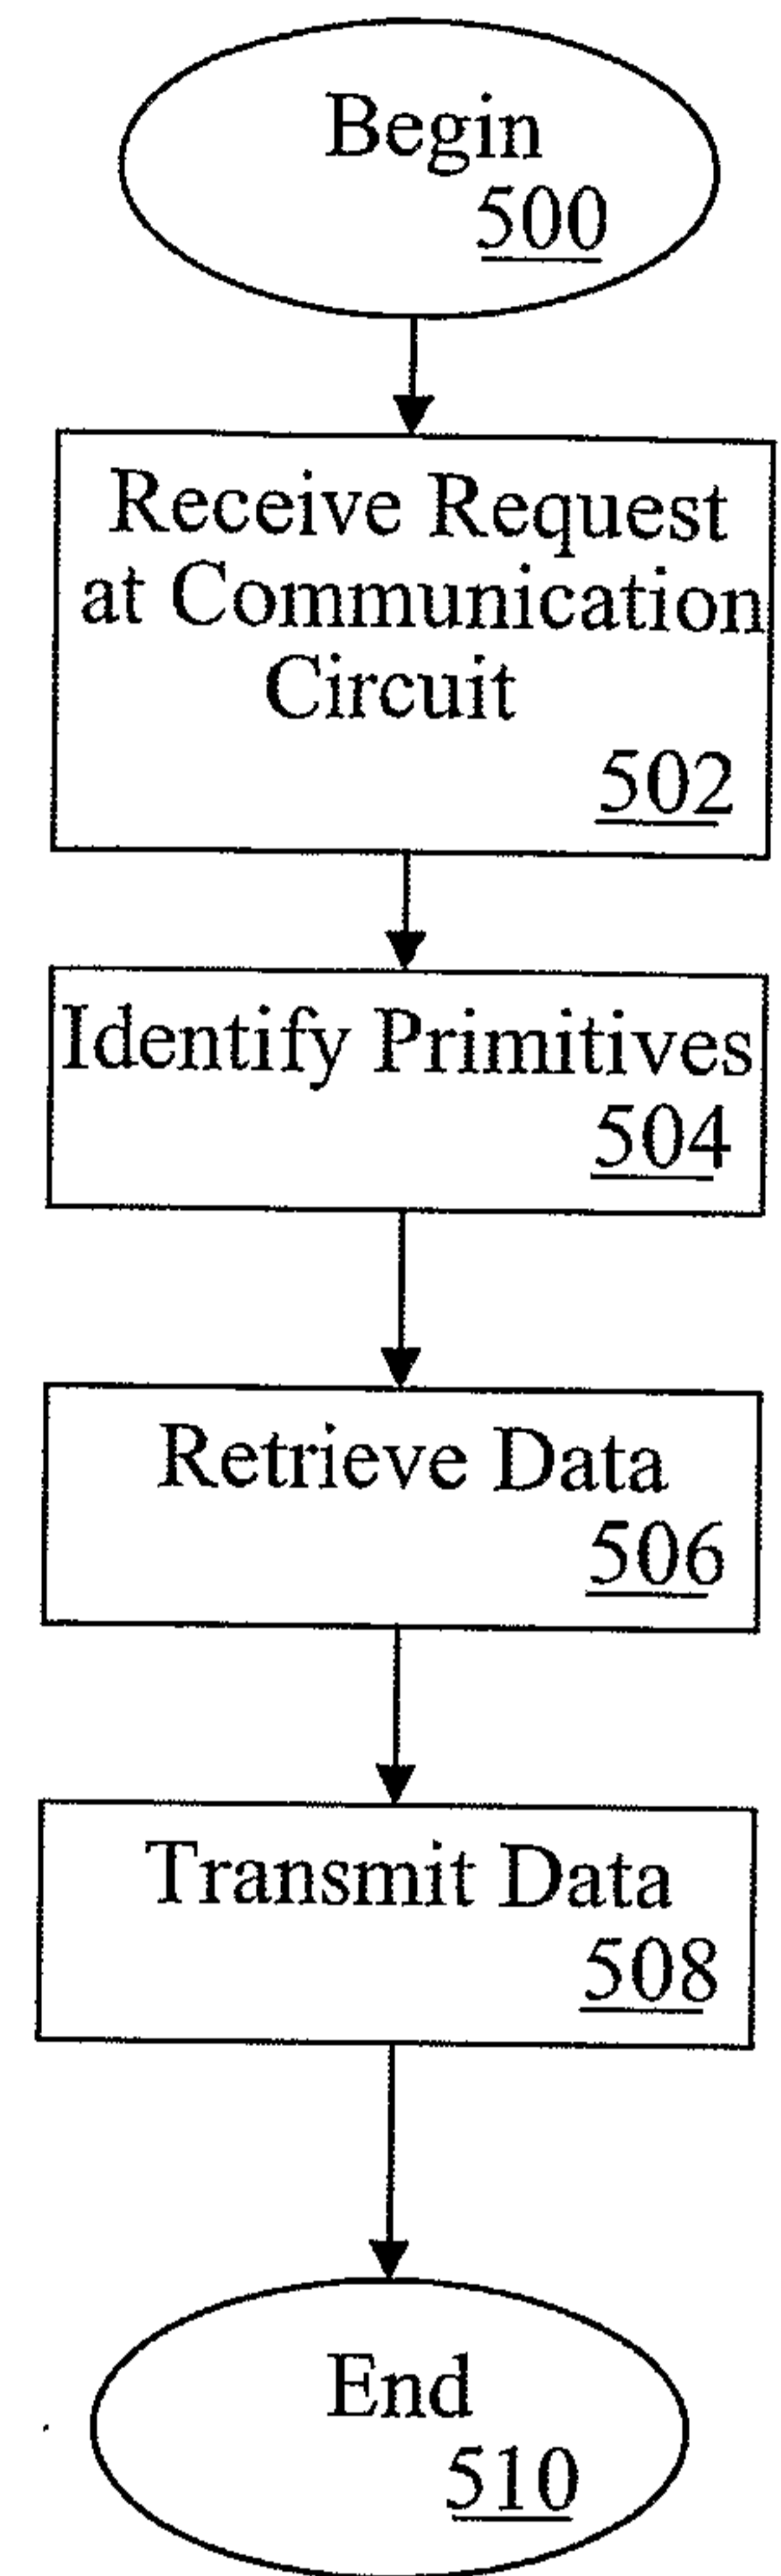 Begin
500
Receive Request
at Communication
Circuit
502
Identify Primitives
504
Retrieve Data
506
Transmit Data
508
End
510